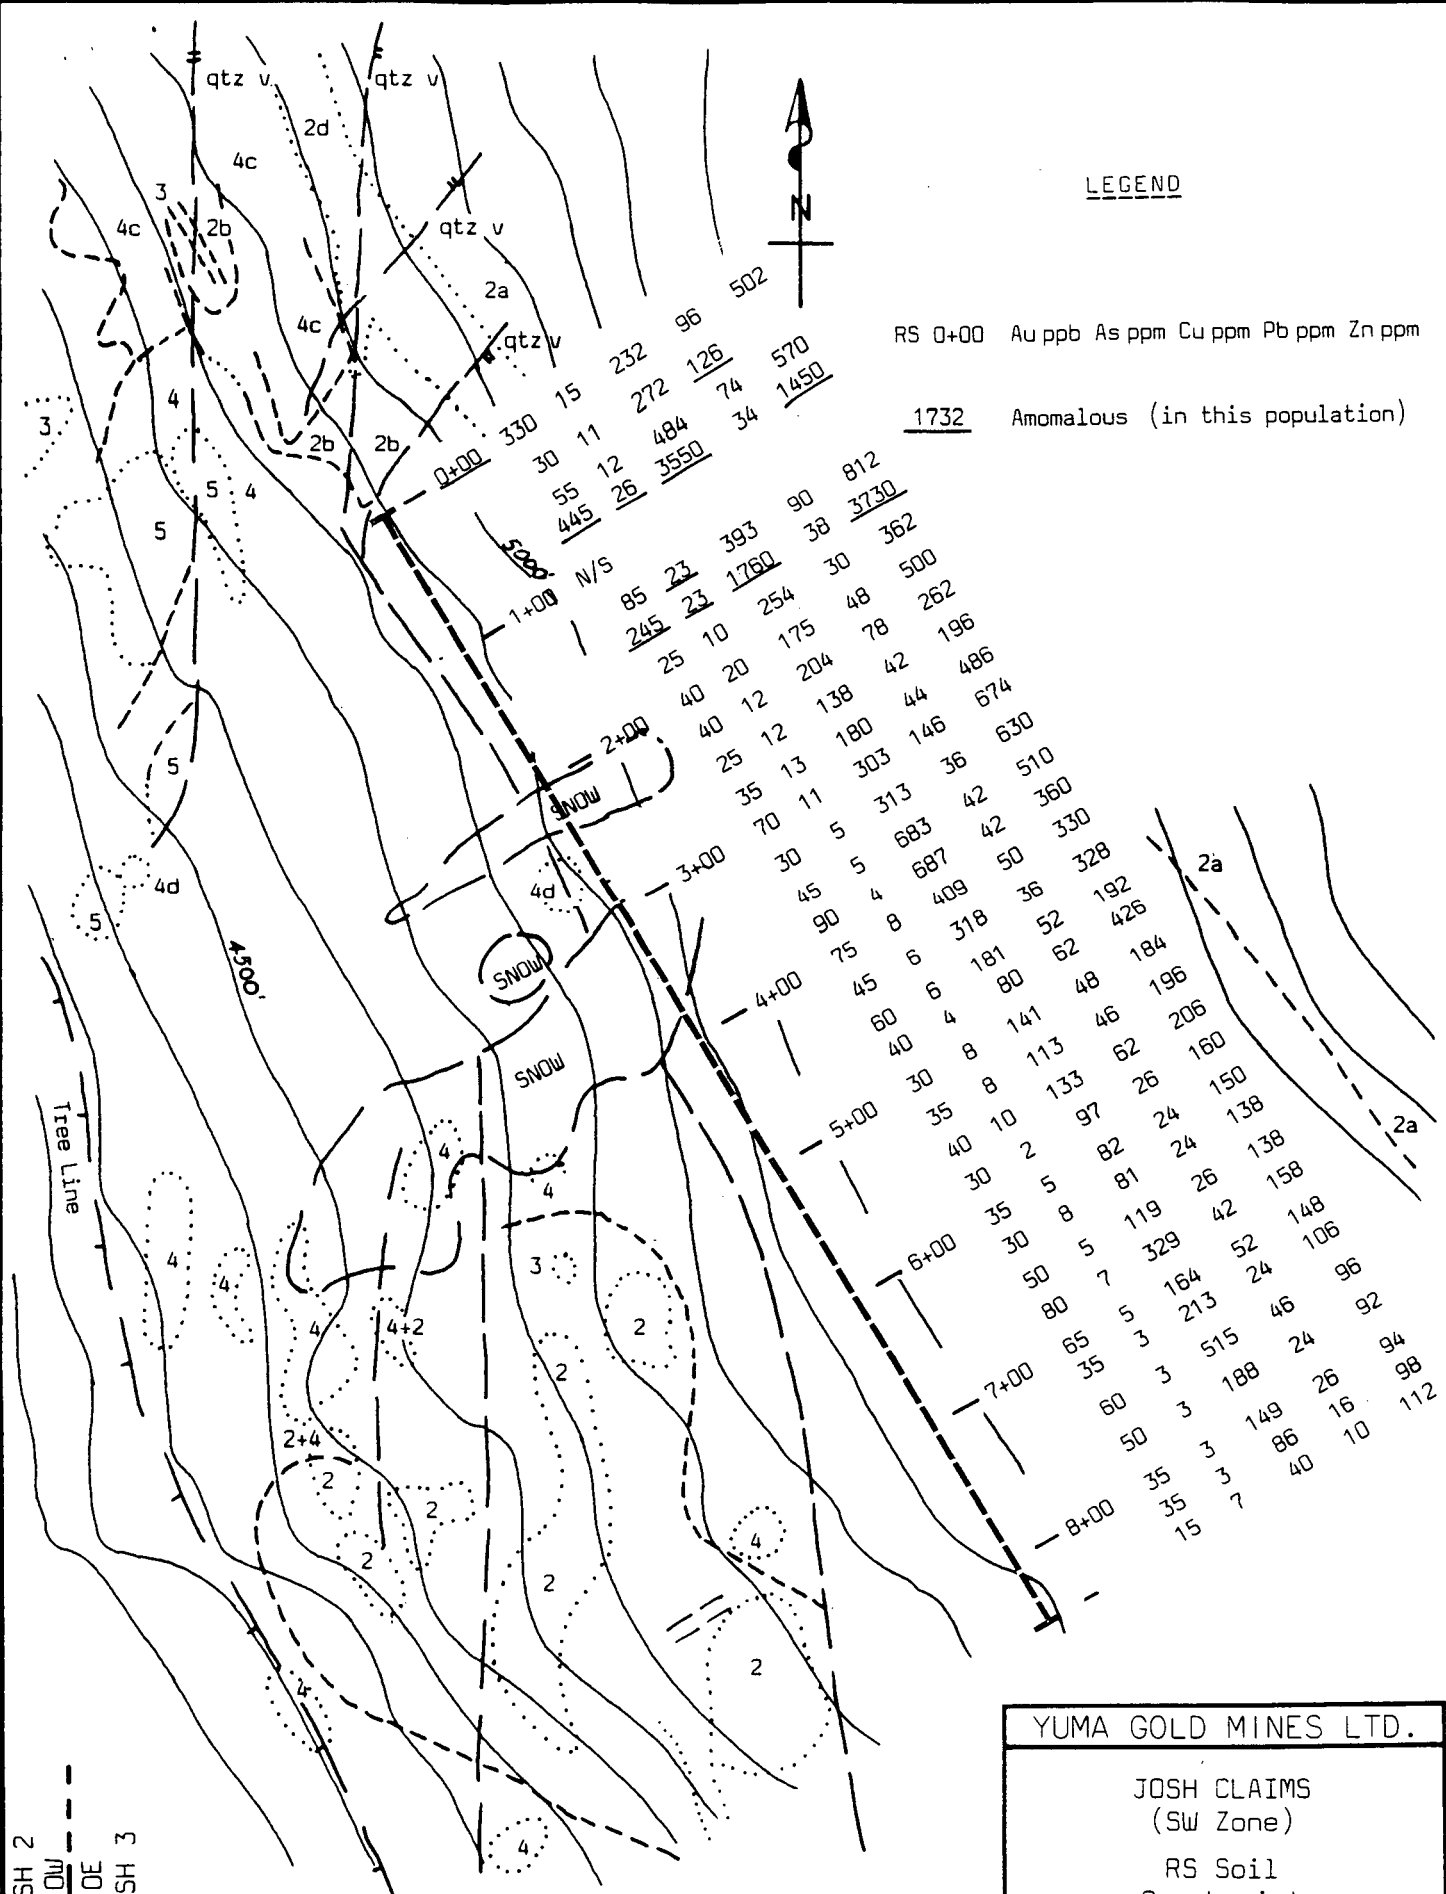 qtz v
qtz v
2d
4c
3
4c
2b
qtz v
2a
4c
qtz v
4
3
2b
2b
5
4
5
5
4d
5
4d
N
LEGEND
RS 0+00 Au ppb As ppm Cu ppm Pb ppm Zn ppm
1732 Amomalous (in this population)
0+00 330 15 232 96 502
30 11 272 126
55 12 484 74 570
445 26 3550 34 1450
5000'
1+00 N/S
85 23 393 90 812
245 23 1760 38 3730
25 10 254 30 362
2+00 40 20 175 48 500
40 12 204 78 262
25 12 138 42 196
35 13 180 44 486
3+00 70 11 303 146 674
30 5 313 36 630
45 5 683 42 510
90 4 687 42 360
4+00 75 8 409 50 330
45 6 318 36 328
60 6 181 52 192
40 4 80 62 426
5+00 30 8 141 48 184
35 8 113 46 196
40 10 133 62 206
30 2 97 26 160
6+00 35 5 82 24 150
30 8 81 24 138
50 5 119 26 138
80 7 329 42 158
7+00 65 5 164 52 148
35 3 213 24 106
60 3 515 46 96
50 3 188 24 92
8+00 35 3 149 26 94
35 3 86 16 98
15 7 40 10 112
SNOW
SNOW
SNOW
4500'
Tree Line
2a
2a
4
4
4
4
4
3
4+2
2
2
2+4
2
2
2
2
4
2
4
4
SH 2
OW
OE
SH 3
YUMA GOLD MINES LTD.
JOSH CLAIMS
(SW Zone)
RS Soil